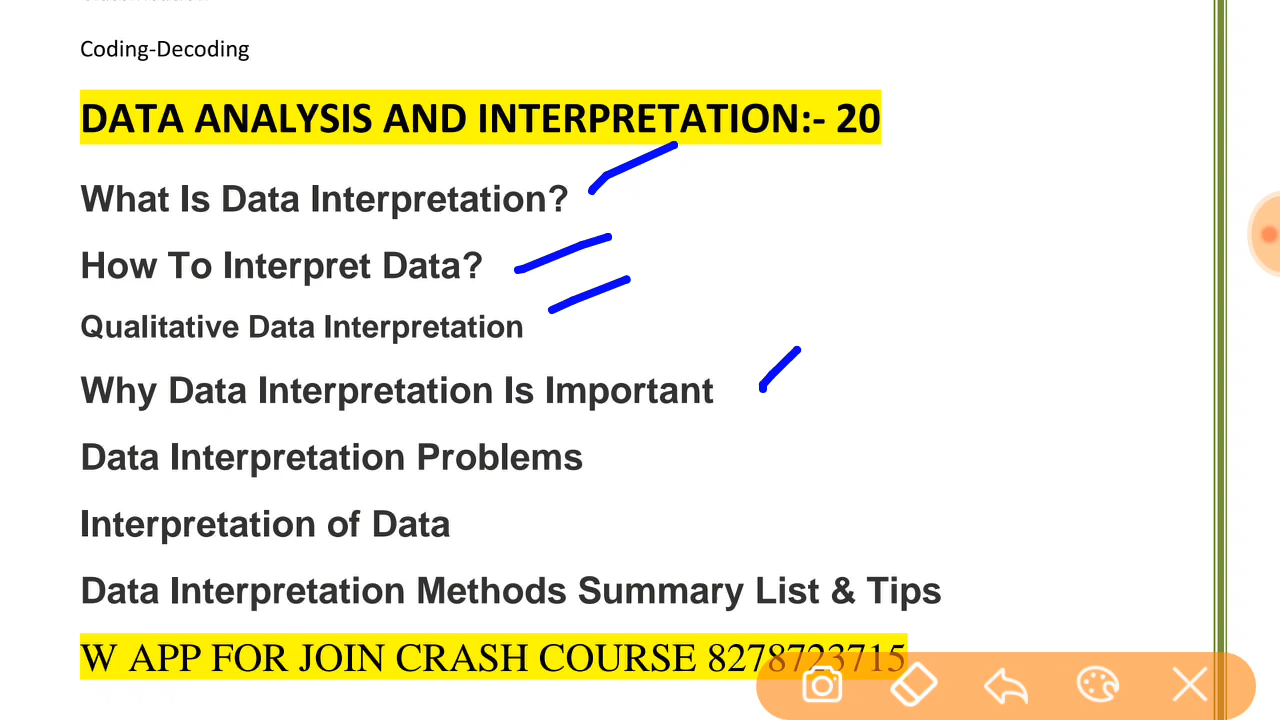 Coding-Decoding
DATA ANALYSIS AND INTERPRETATION:- 20
What Is Data Interpretation?
How To Interpret Data?
Qualitative Data Interpretation
Why Data Interpretation Is Important
Data Interpretation Problems
Interpretation of Data
Data Interpretation Methods Summary List & Tips
W APP FOR JOIN CRASH COURSE 8278723715